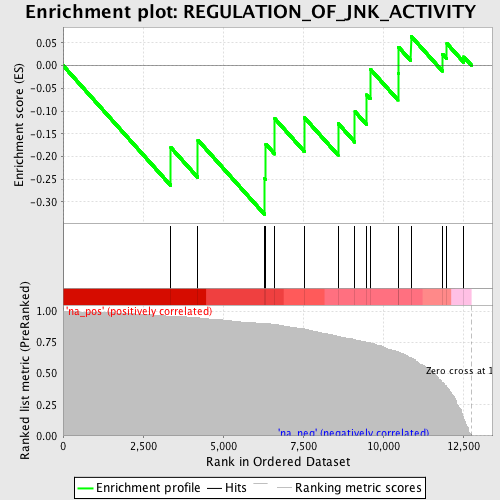 Enrichment plot: REGULATION_OF_JNK_ACTIVITY
Enrichment score (ES)
0.05
0.00
-0.05
-0.10
-0.15
-0.20
-0.25
-0.30
'na_pos' (positively correlated)
Ranked list metric (PreRanked)
1.00
0.75
0.50
0.25
0.00
Zero cross at 1
'na_neg' (negatively correlated)
0
2,500
5,000
7,500
10,000
12,500
Rank in Ordered Dataset
Enrichment profile
Hits
Ranking metric scores